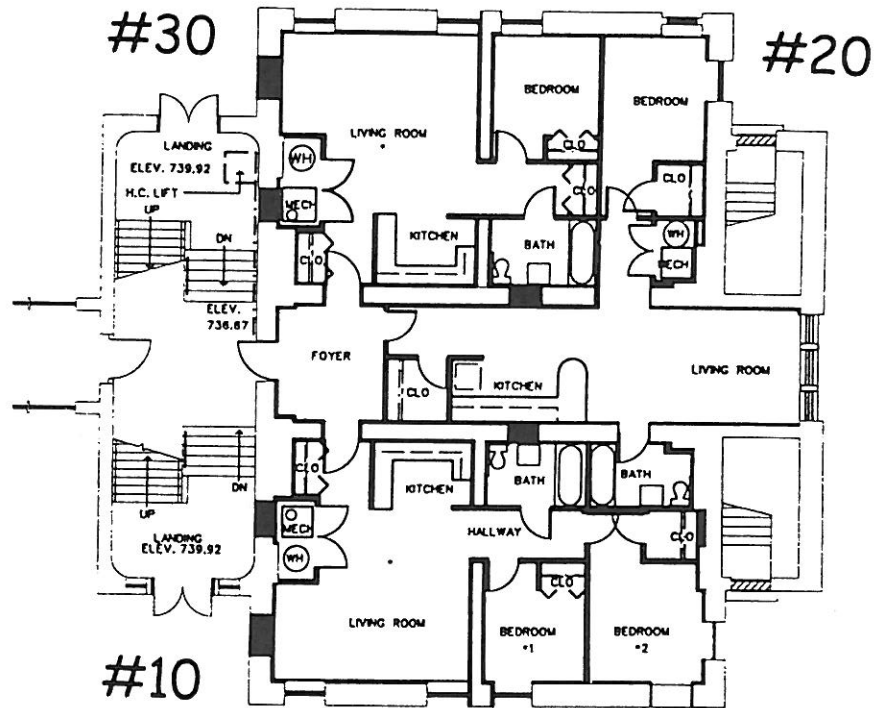 #30
#20
LANDING
ELEV. 739.92
H.C. LIFT
UP
DN
ELEV.
736.67
WH
MECH
CLO
LIVING ROOM
KITCHEN
BEDROOM
CLO
CLO
BATH
BEDROOM
CLO
WH
MECH
FOYER
CLO
KITCHEN
LIVING ROOM
UP
DN
LANDING
ELEV. 739.92
CLO
MECH
WH
KITCHEN
LIVING ROOM
BATH
HALLWAY
BATH
CLO
CLO
BEDROOM
#1
BEDROOM
#2
#10